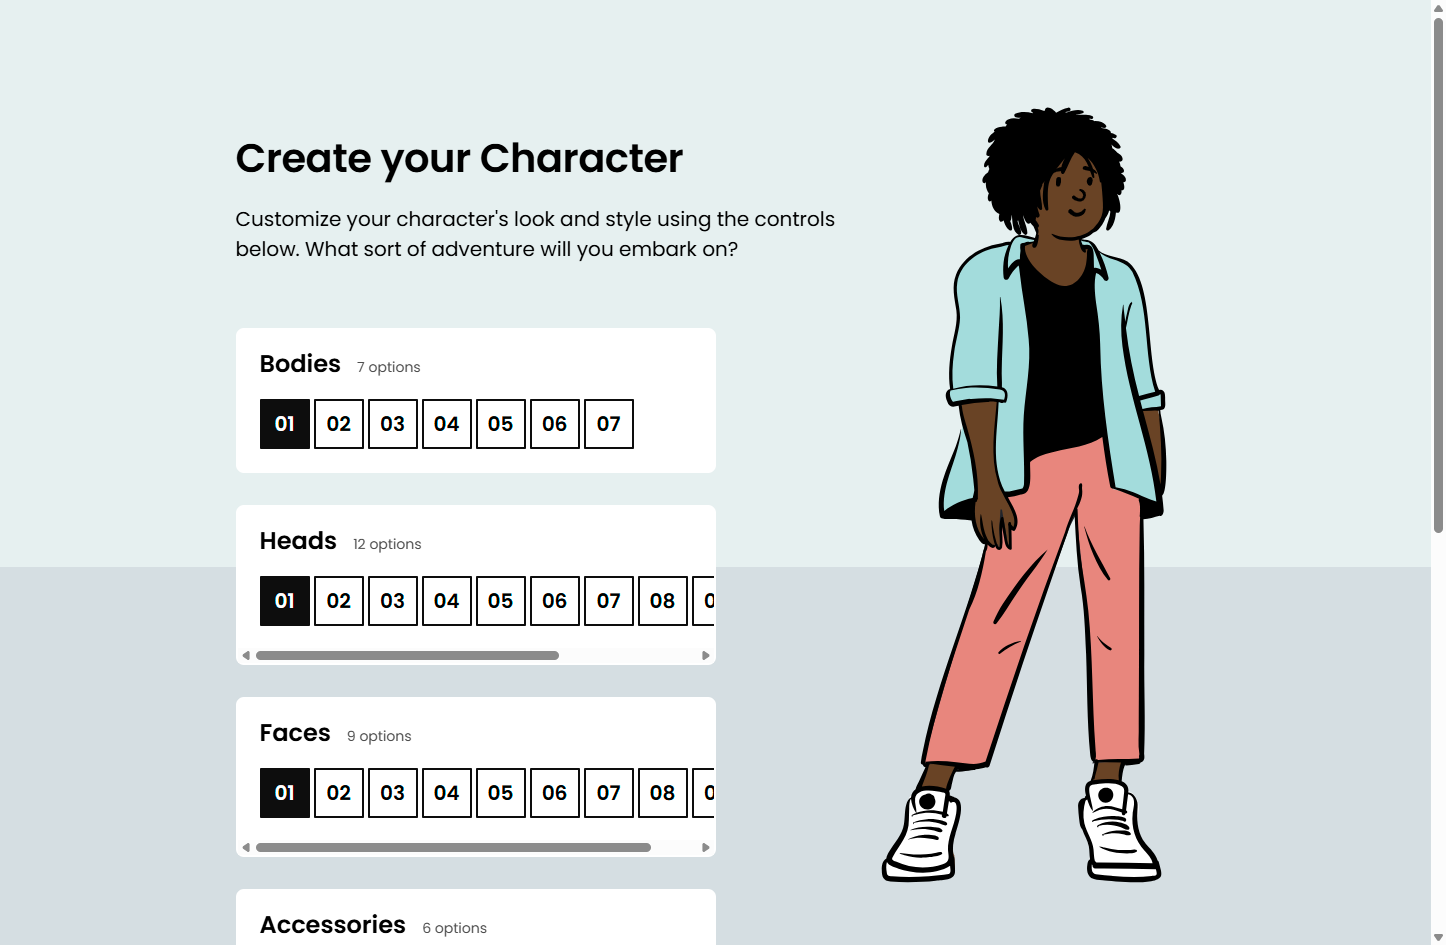 Create your Character
Customize your character's look and style using the controls
below. What sort of adventure will you embark on?
Bodies 7 options
01 02 03 04 05 06 07
Heads 12 options
01 02 03 04 05 06 07 08
Faces 9 options
01 02 03 04 05 06 07 08
Accessories 6 options